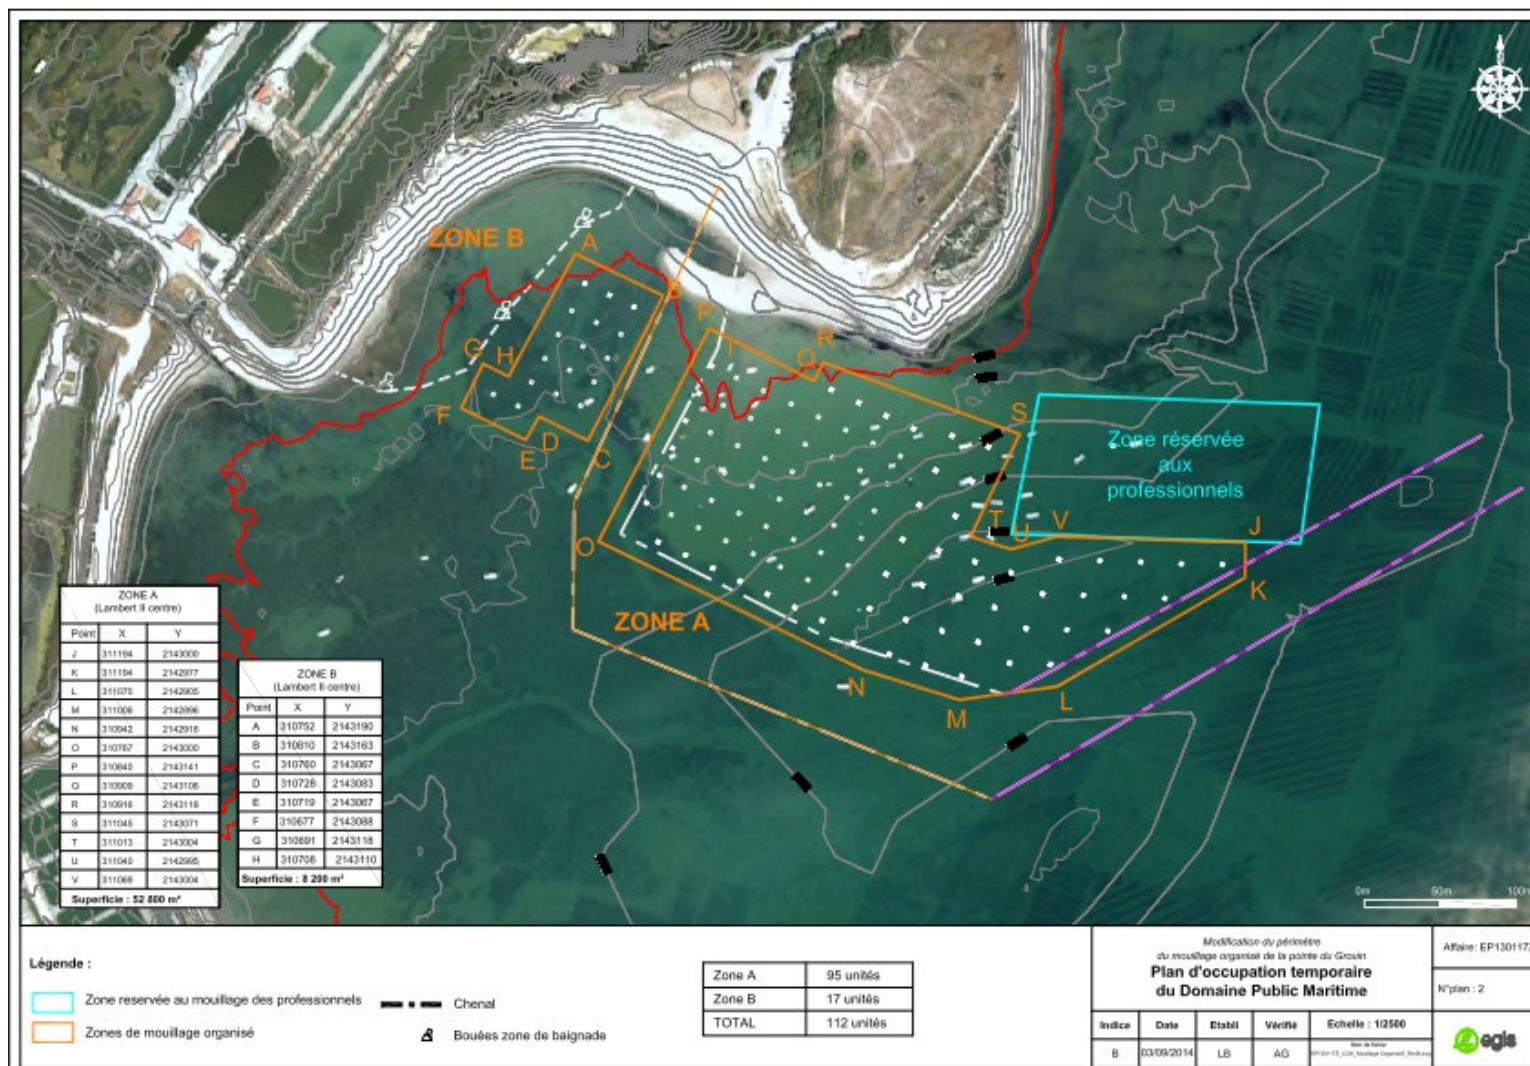 ZONE B
A
B
P
I
Q
R
G
H
F
E
D
C
S
Zone réservée
aux
professionnels
T
U
V
J
K
O
ZONE A
N
M
L
ZONE A
(Lambert II centre)
Point X Y
J 311194 2143000
K 311194 2142977
L 311070 2142905
M 311006 2142896
N 310942 2142916
O 310767 2143000
P 310840 2143141
Q 310909 2143106
R 310916 2143118
S 311045 2143071
T 311013 2143004
U 311040 2142995
V 311069 2143004
Superficie : 52 800 m²
ZONE B
(Lambert II centre)
Point X Y
A 310752 2143190
B 310810 2143163
C 310760 2143067
D 310728 2143083
E 310719 2143067
F 310677 2143088
G 310691 2143118
H 310708 2143110
Superficie : 8 200 m²
0m 50m 100m
Légende :
Zone reservée au mouillage des professionnels
Zones de mouillage organisé
Chenal
Bouées zone de baignade
Zone A 95 unités
Zone B 17 unités
TOTAL 112 unités
Modification du périmètre
du mouillage organisé de la pointe du Grouin
Plan d'occupation temporaire
du Domaine Public Maritime
Affaire: EP130117
N°plan : 2
Indice Date Etabli Vérifié Echelle : 1/2500
B 03/09/2014 LB AG
egis